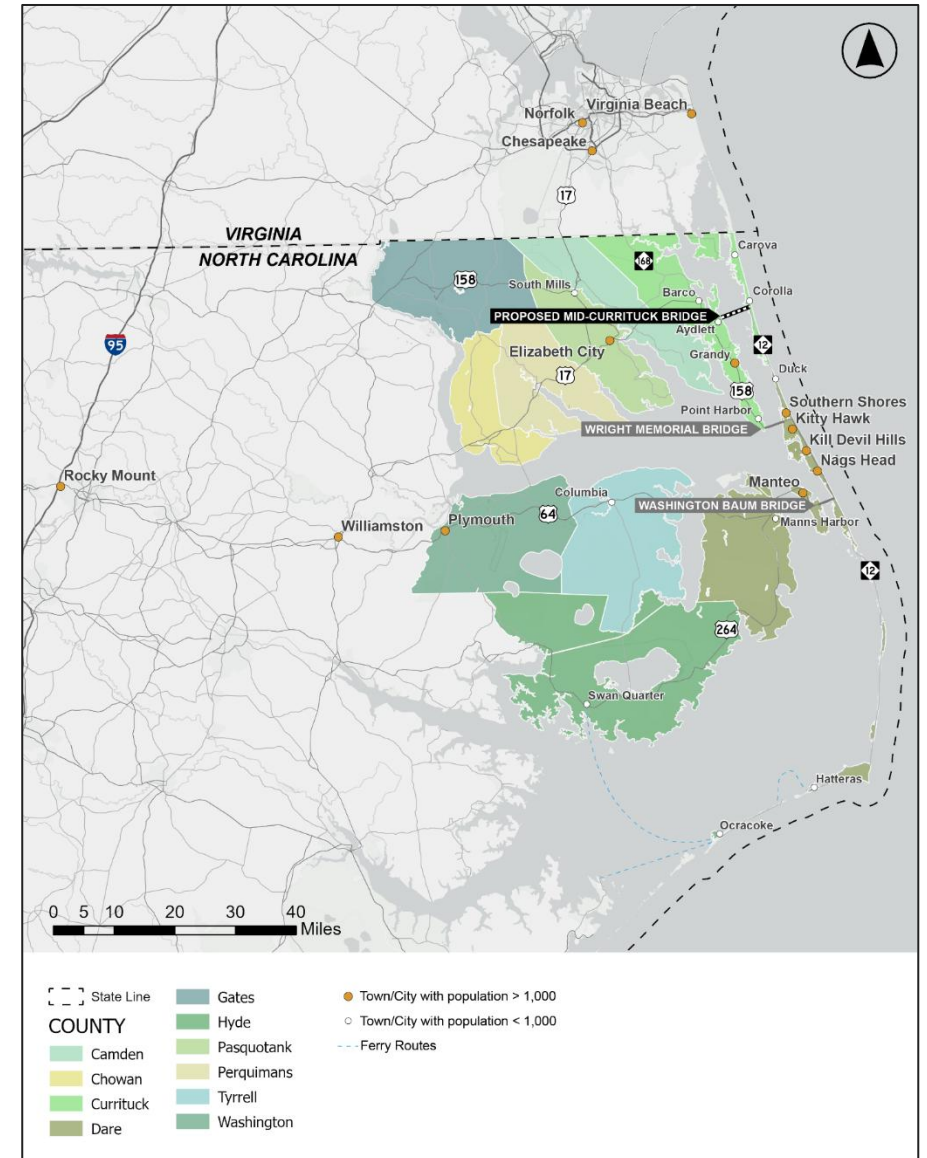 Virginia Beach
Norfolk
Chesapeake
17
VIRGINIA
NORTH CAROLINA
Carova
168
158
South Mills
Barco
Corolla
PROPOSED MID-CURRITUCK BRIDGE
Aydlett
95
Elizabeth City
12
Grandy
17
Duck
158
Southern Shores
Point Harbor
Kitty Hawk
WRIGHT MEMORIAL BRIDGE
Kill Devil Hills
Nags Head
Rocky Mount
Manteo
Columbia
WASHINGTON BAUM BRIDGE
64
Plymouth
Williamston
Manns Harbor
12
264
Swan Quarter
Hatteras
Ocracoke
0 5 10 20 30 40
Miles
State Line
COUNTY
Camden
Chowan
Currituck
Dare
Gates
Hyde
Pasquotank
Perquimans
Tyrrell
Washington
Town/City with population > 1,000
Town/City with population < 1,000
Ferry Routes